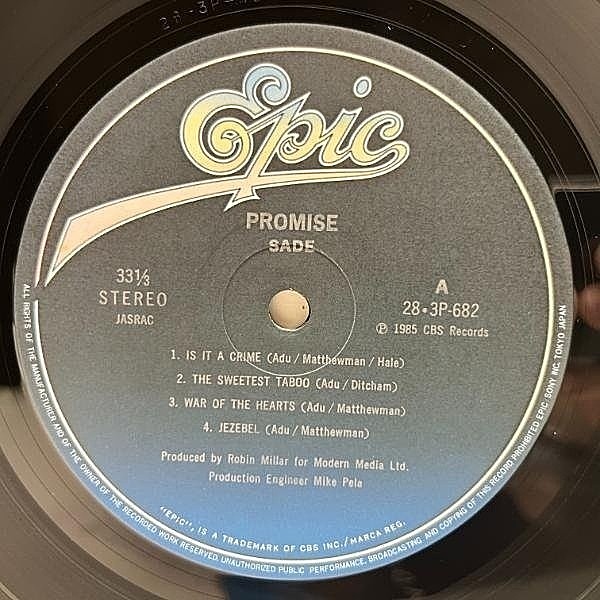 28·3P
Epic
PROMISE
SADE
33⅓
STEREO
JASRAC
A
28•3P-682
Ⓟ 1985 CBS Records
1. IS IT A CRIME (Adu / Matthewman / Hale)
2. THE SWEETEST TABOO (Adu / Ditcham)
3. WAR OF THE HEARTS (Adu / Matthewman)
4. JEZEBEL (Adu / Matthewman)
Produced by Robin Millar for Modern Media Ltd.
Production Engineer Mike Pela
"EPIC", IS A TRADEMARK OF CBS INC./MARCA REG.
ALL RIGHTS OF THE MANUFACTURER AND OF THE OWNER OF THE RECORDED WORK RESERVED. UNAUTHORIZED PUBLIC PERFORMANCE, BROADCASTING AND COPYING OF THIS RECORD PROHIBITED EPIC SONY INC. TOKYO JAPAN